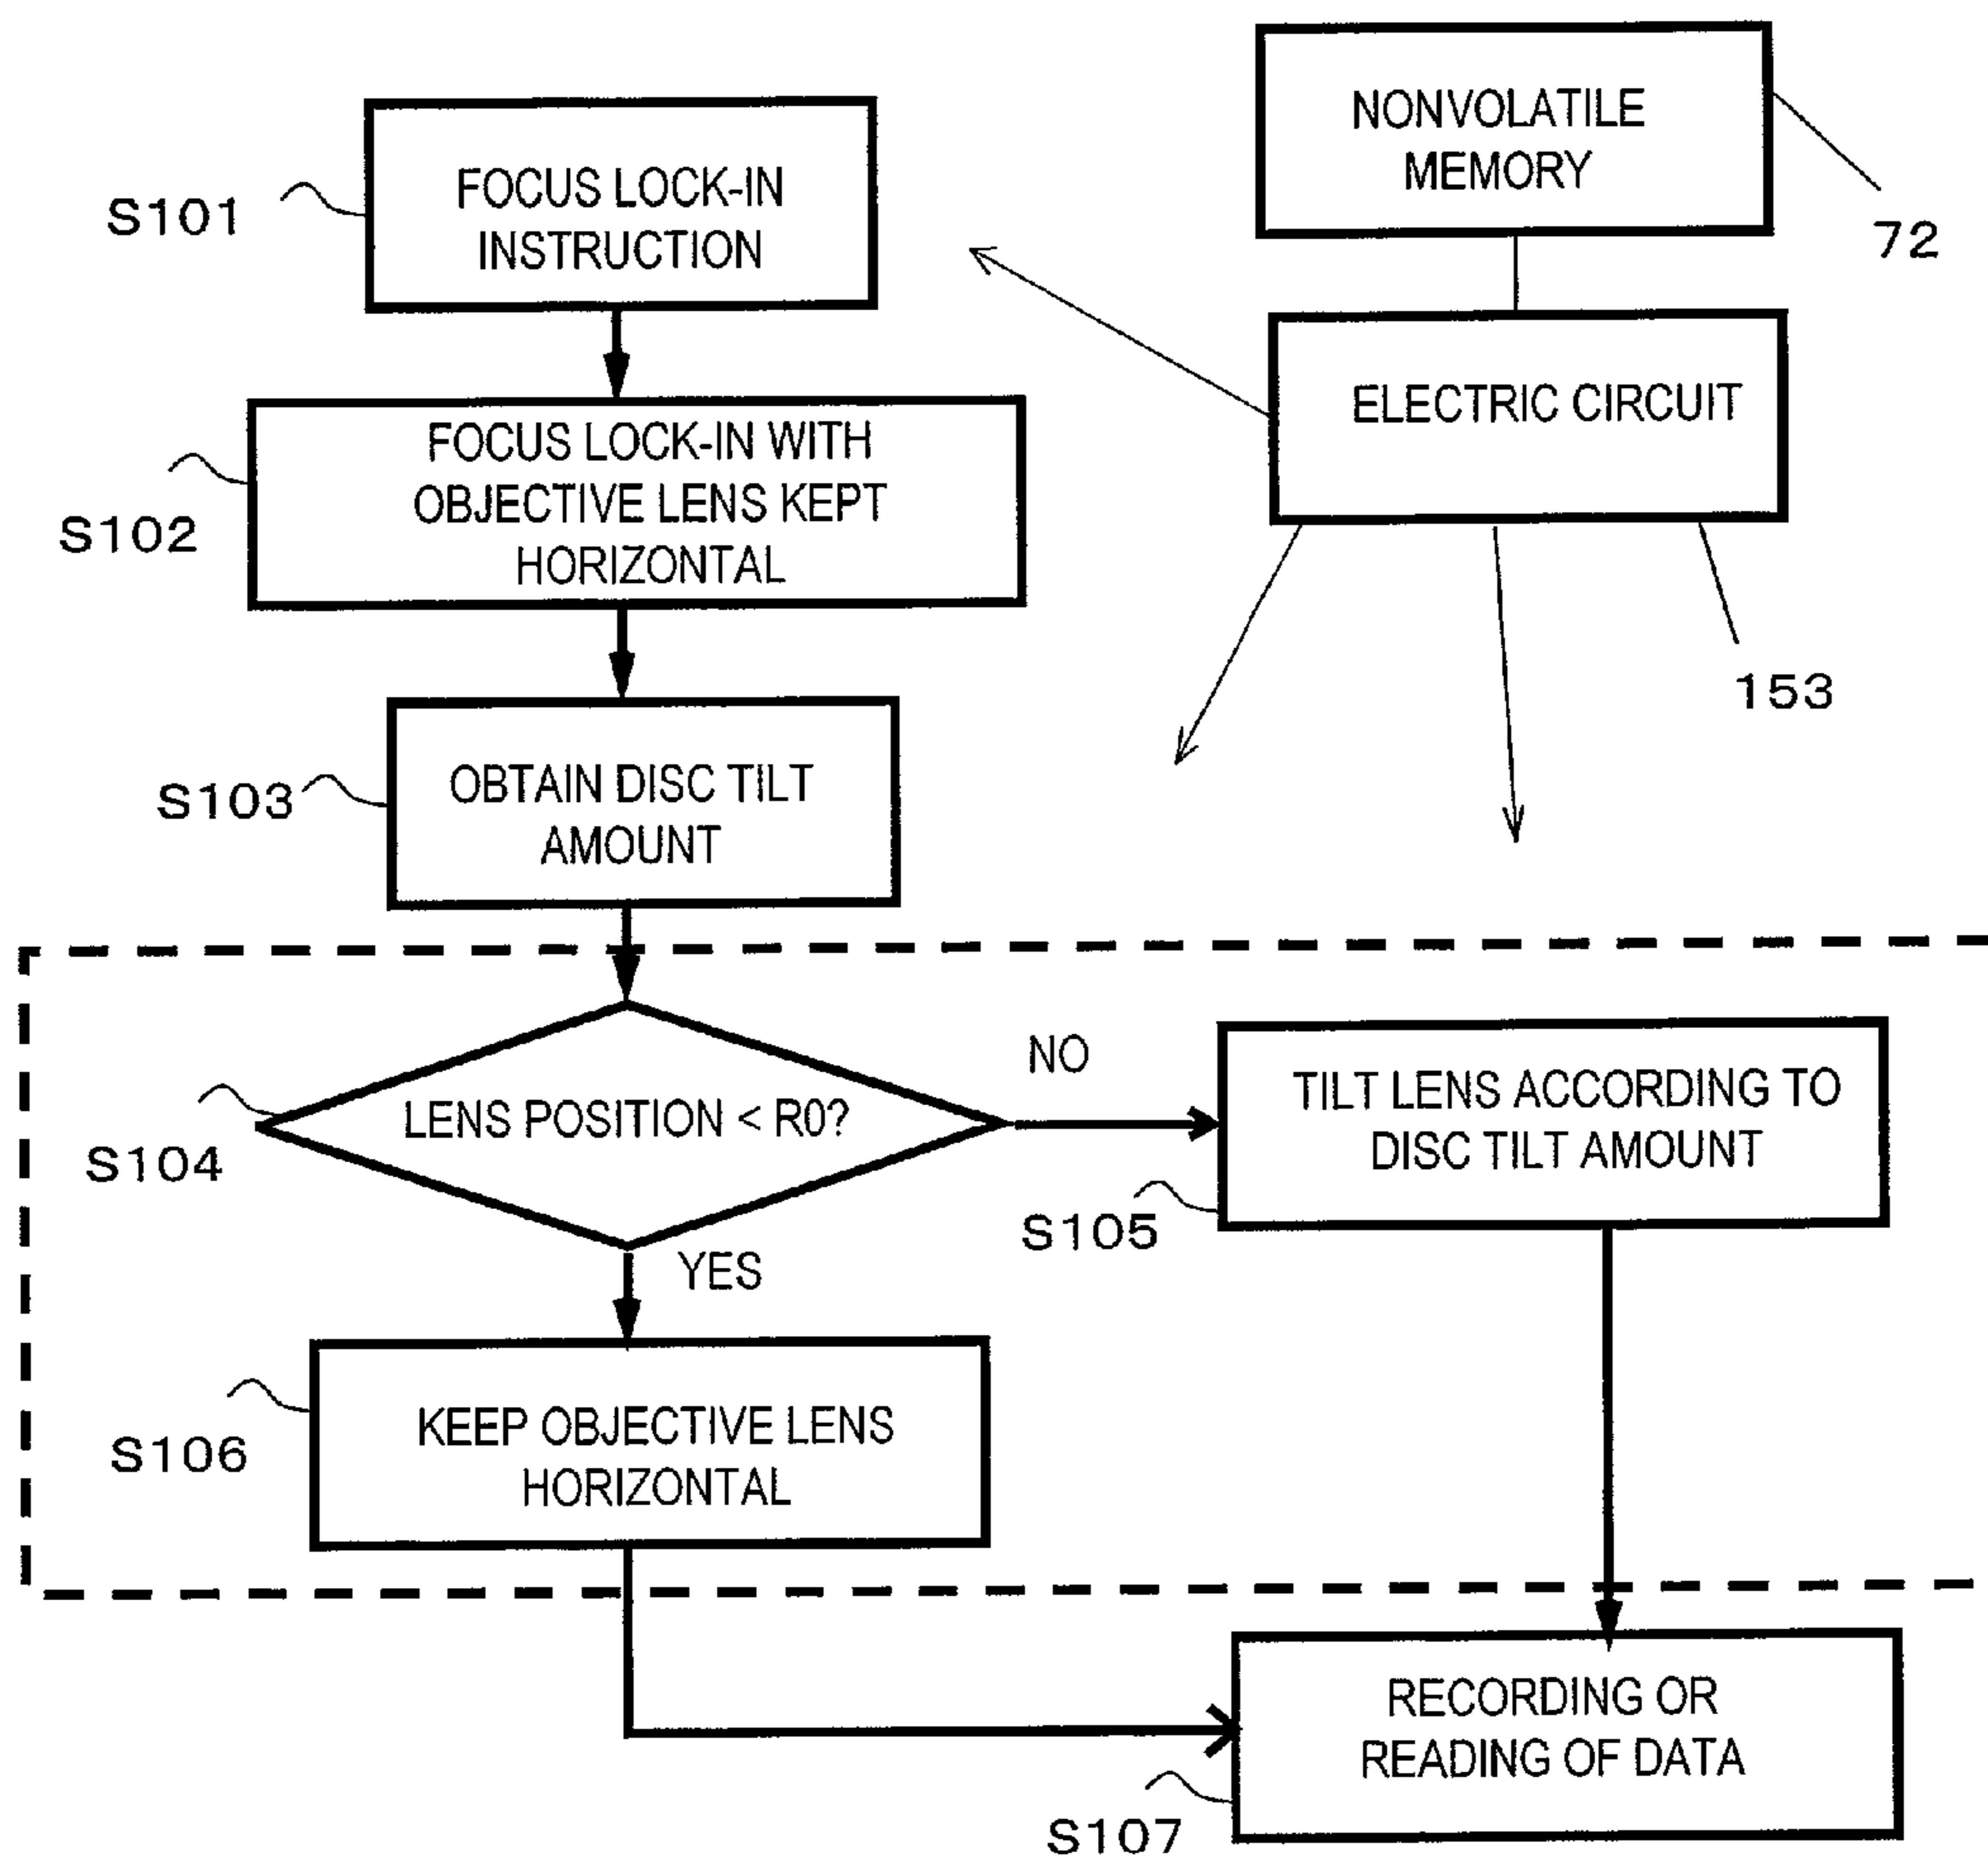 NONVOLATILE
MEMORY
72
S101
FOCUS LOCK-IN
INSTRUCTION
ELECTRIC CIRCUIT
153
S102
FOCUS LOCK-IN WITH
OBJECTIVE LENS KEPT
HORIZONTAL
S103
OBTAIN DISC TILT
AMOUNT
S104
LENS POSITION < R0?
NO
YES
S105
TILT LENS ACCORDING TO
DISC TILT AMOUNT
S106
KEEP OBJECTIVE LENS
HORIZONTAL
S107
RECORDING OR
READING OF DATA